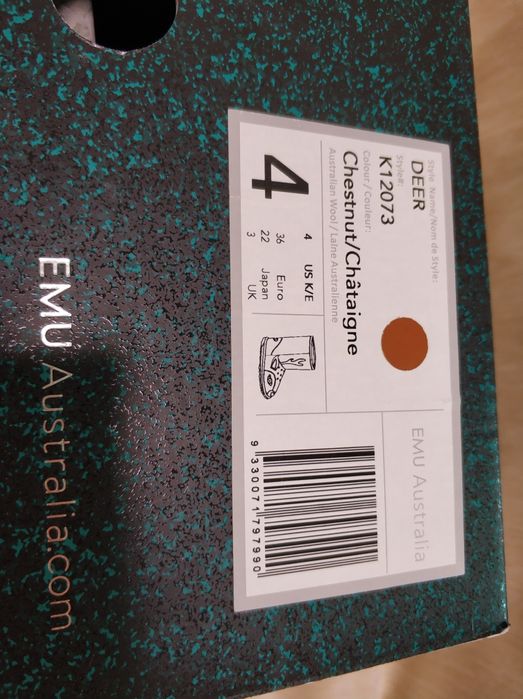 Style Name/Nom de Style:
DEER
Style#:
K12073
Colour/Couleur:
Chestnut/Châtaigne
Australian Wool / Laine Australienne
4
4 US K/E
36 Euro
22 Japan
3 UK
EMU Australia
9 330071 797990
EMU Australia.com